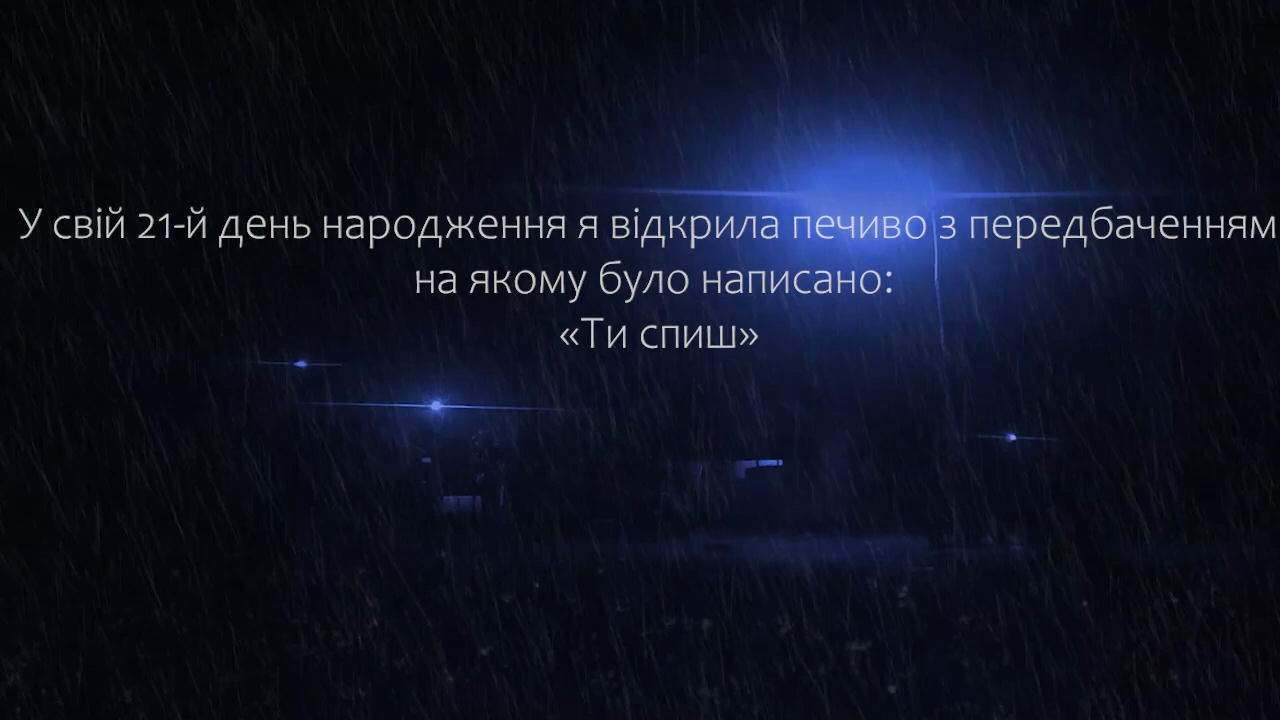 У свій 21-й день народження я відкрила печиво з передбаченням
на якому було написано:
«Ти спиш»